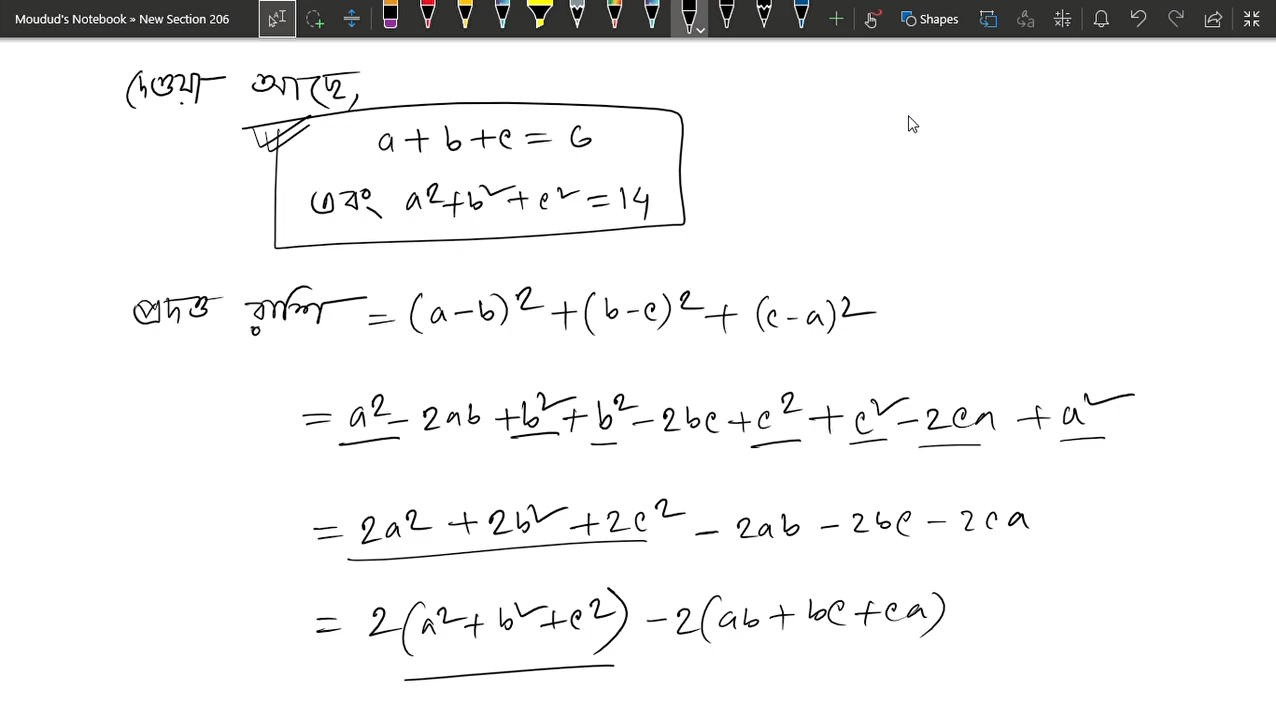 Moudud's Notebook » New Section 206
Shapes
দেওয়া আছে,
a + b + c = 6
এবং a² + b² + c² = 14
প্রদত্ত রাশি = (a - b)² + (b - c)² + (c - a)²
= a² - 2ab + b² + b² - 2bc + c² + c² - 2ca + a²
= 2a² + 2b² + 2c² - 2ab - 2bc - 2ca
= 2(a² + b² + c²) - 2(ab + bc + ca)